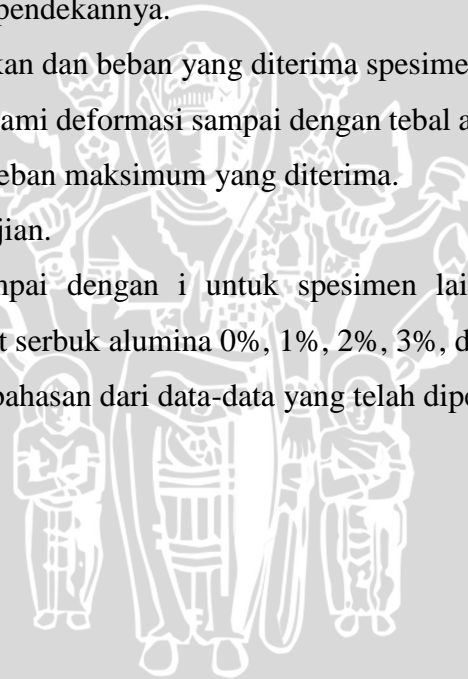 pendekannya.
kan dan beban yang diterima spesime
ami deformasi sampai dengan tebal a
eban maksimum yang diterima.
jian.
npai dengan i untuk spesimen lai
t serbuk alumina 0%, 1%, 2%, 3%, d
bahasan dari data-data yang telah dipe